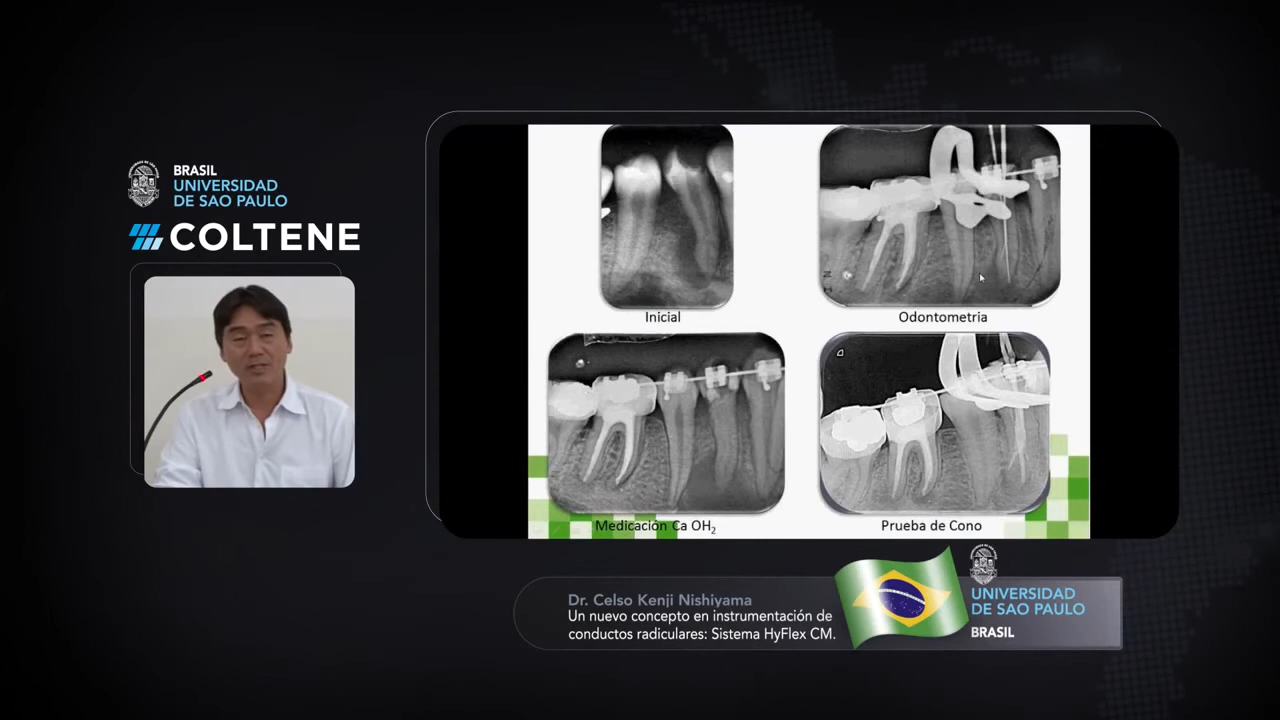 BRASIL
UNIVERSIDAD
DE SAO PAULO
COLTENE
Inicial
Odontometria
Medicación Ca OH₂
Prueba de Cono
Dr. Celso Kenji Nishiyama
Un nuevo concepto en instrumentación de
conductos radiculares: Sistema HyFlex CM.
UNIVERSIDAD
DE SAO PAULO
BRASIL